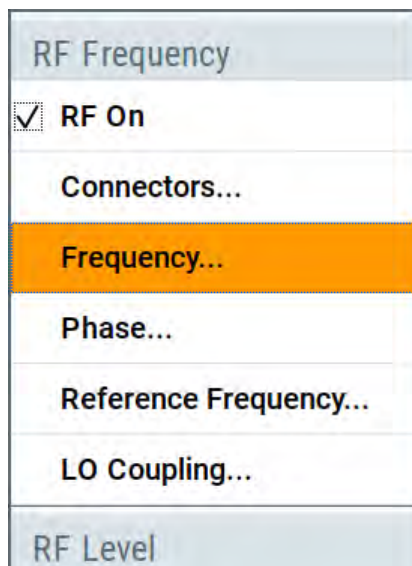 RF Frequency
RF On
Connectors...
Frequency...
Phase...
Reference Frequency...
LO Coupling...
RF Level